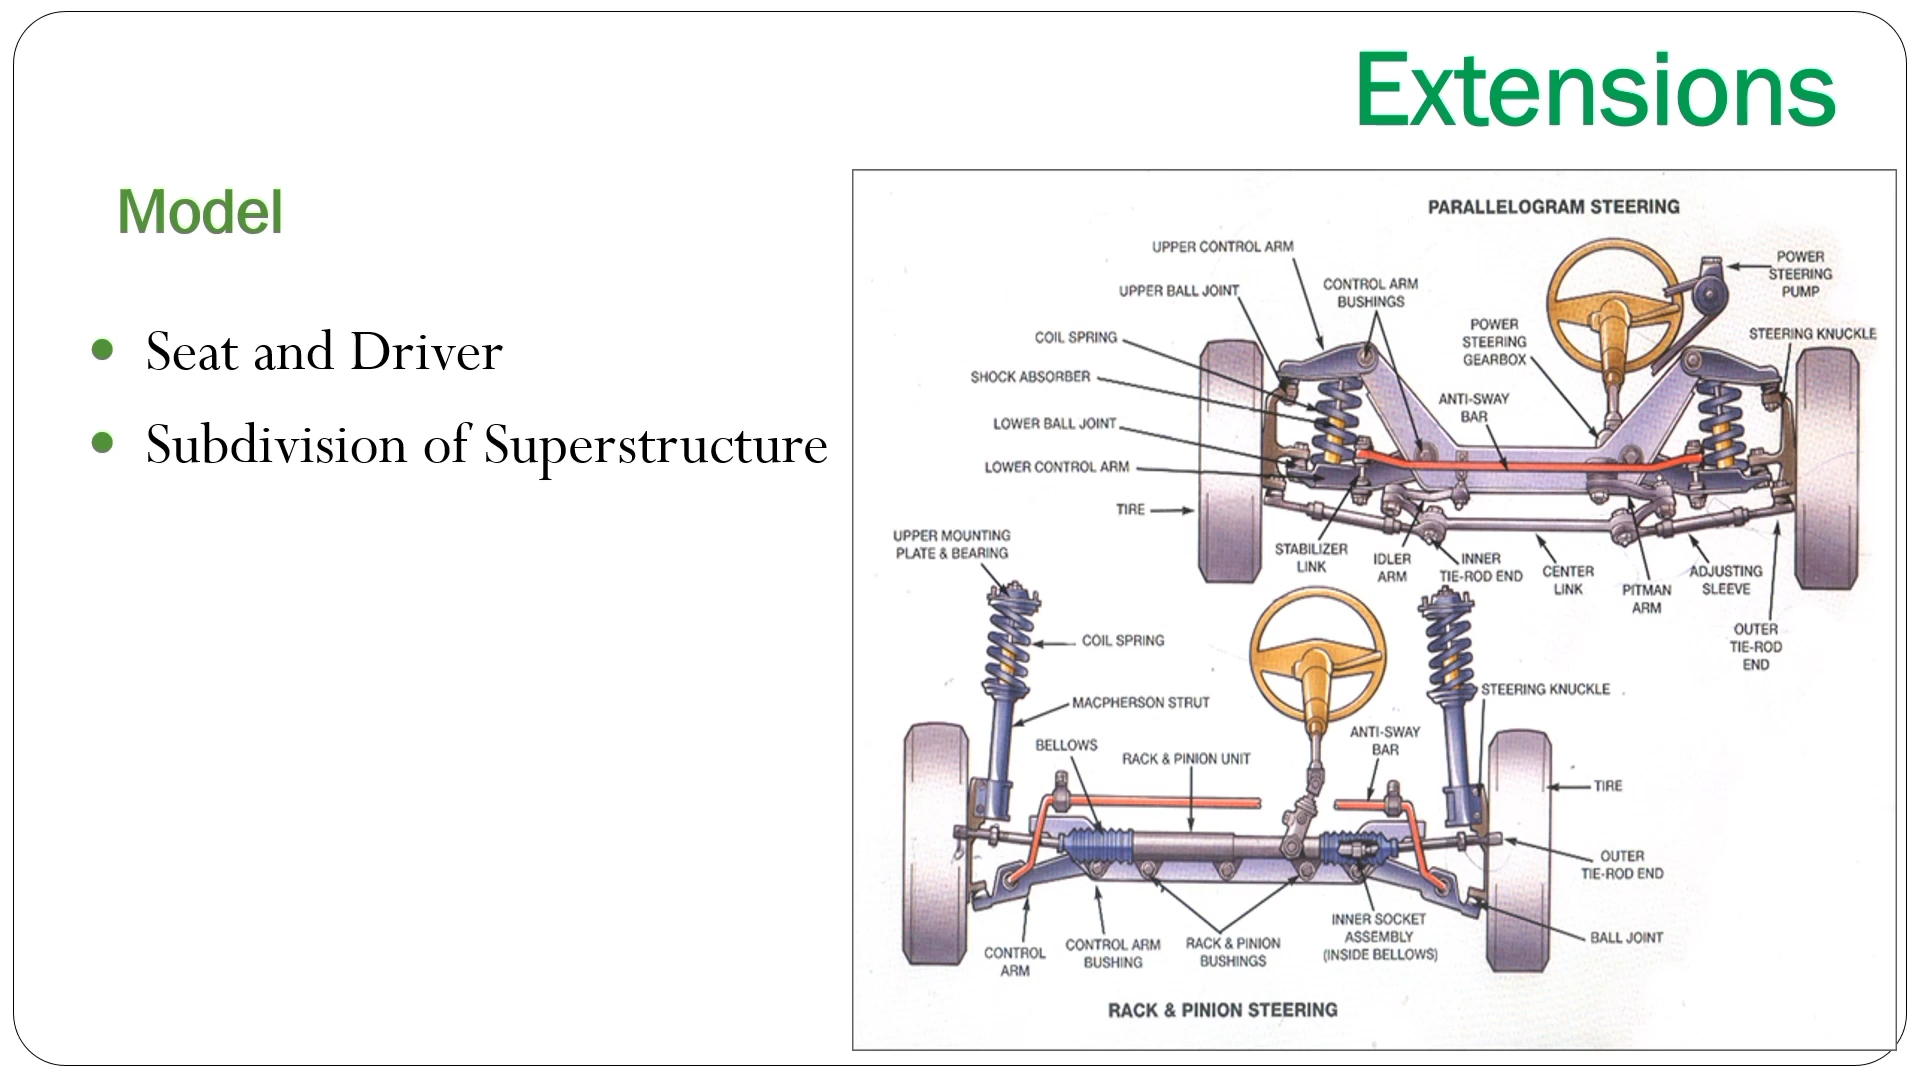 Extensions
Model
Seat and Driver
Subdivision of Superstructure
PARALLELOGRAM STEERING
UPPER CONTROL ARM
UPPER BALL JOINT
CONTROL ARM
BUSHINGS
POWER
STEERING
PUMP
COIL SPRING
POWER
STEERING
GEARBOX
STEERING KNUCKLE
SHOCK ABSORBER
ANTI-SWAY
BAR
LOWER BALL JOINT
LOWER CONTROL ARM
TIRE
STABILIZER
LINK
IDLER
ARM
INNER
TIE-ROD END
CENTER
LINK
PITMAN
ARM
ADJUSTING
SLEEVE
OUTER
TIE-ROD
END
UPPER MOUNTING
PLATE & BEARING
COIL SPRING
MACPHERSON STRUT
STEERING KNUCKLE
BELLOWS
RACK & PINION UNIT
ANTI-SWAY
BAR
TIRE
OUTER
TIE-ROD END
CONTROL
ARM
CONTROL ARM
BUSHING
RACK & PINION
BUSHINGS
INNER SOCKET
ASSEMBLY
(INSIDE BELLOWS)
BALL JOINT
RACK & PINION STEERING